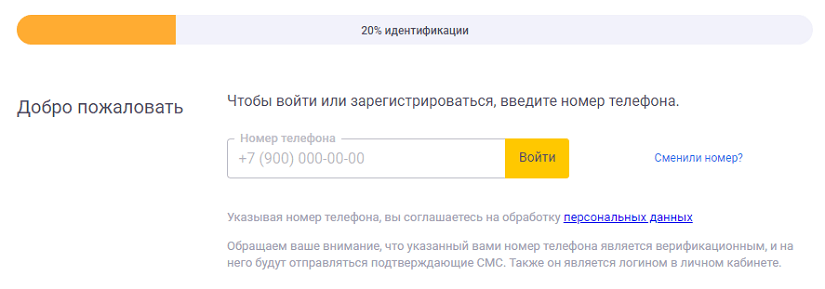 20% идентификации
Добро пожаловать
Чтобы войти или зарегистрироваться, введите номер телефона.
Номер телефона
+7 (900) 000-00-00
Войти
Сменили номер?
Указывая номер телефона, вы соглашаетесь на обработку персональных данных
Обращаем ваше внимание, что указанный вами номер телефона является верификационным, и на
него будут отправляться подтверждающие СМС. Также он является логином в личном кабинете.